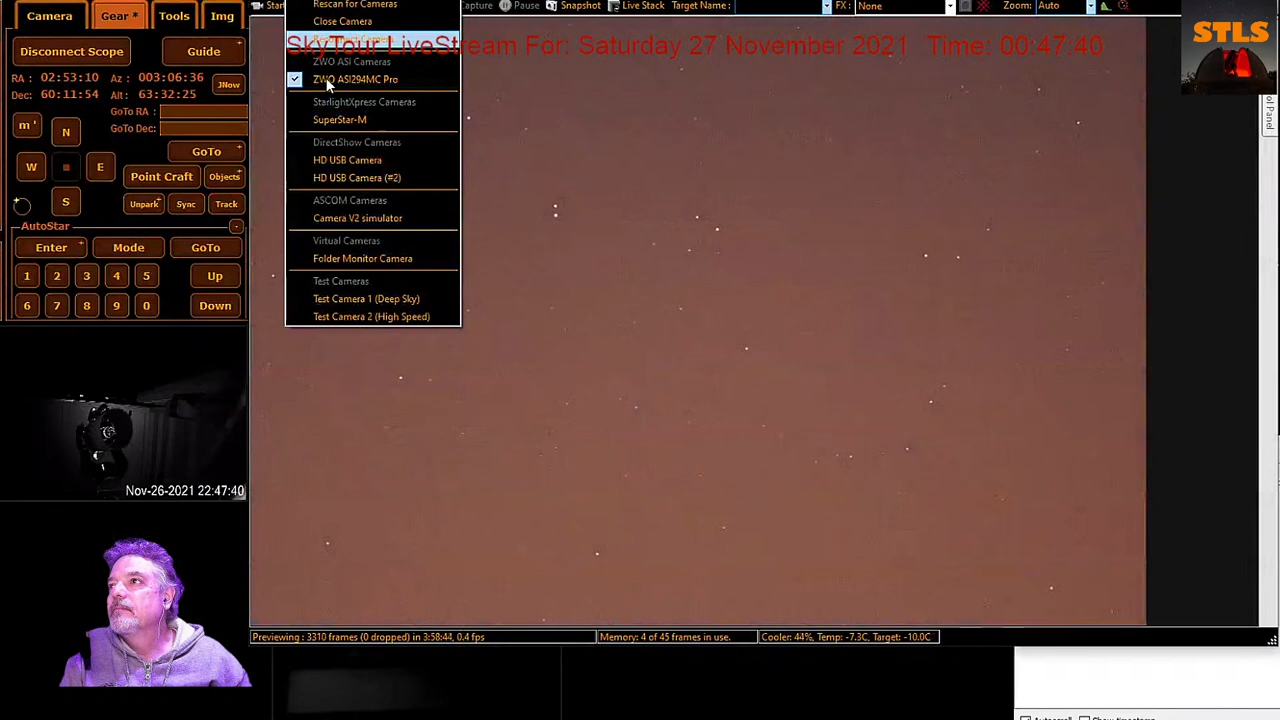 Camera
Gear *
Tools
Img
Disconnect Scope
Guide
RA : 02:53:10 Az : 003:06:36
JNow
Dec: 60:11:54 Alt : 63:32:25
GoTo RA :
GoTo Dec:
m '
N
W
E
S
GoTo
Point Craft
Objects
Unpark
Sync
Track
AutoStar
Enter
Mode
GoTo
1 2 3 4 5
Up
6 7 8 9 0
Down
Nov-26-2021 22:47:40
Rescan for Cameras
Close Camera
ZWO ASI Cameras
ZWO ASI294MC Pro
StarlightXpress Cameras
SuperStar-M
DirectShow Cameras
HD USB Camera
HD USB Camera (#2)
ASCOM Cameras
Camera V2 simulator
Virtual Cameras
Folder Monitor Camera
Test Cameras
Test Camera 1 (Deep Sky)
Test Camera 2 (High Speed)
Start
Capture
Pause
Snapshot
Live Stack
Target Name :
FX :
None
Zoom:
Auto
SkyTour LiveStream For: Saturday 27 November 2021 Time: 00:47:40
STLS
ol Panel
Previewing : 3310 frames (0 dropped) in 3:58:44, 0.4 fps
Memory: 4 of 45 frames in use.
Cooler: 44%, Temp: -7.3C, Target: -10.0C
Autoscroll
Show timestamp